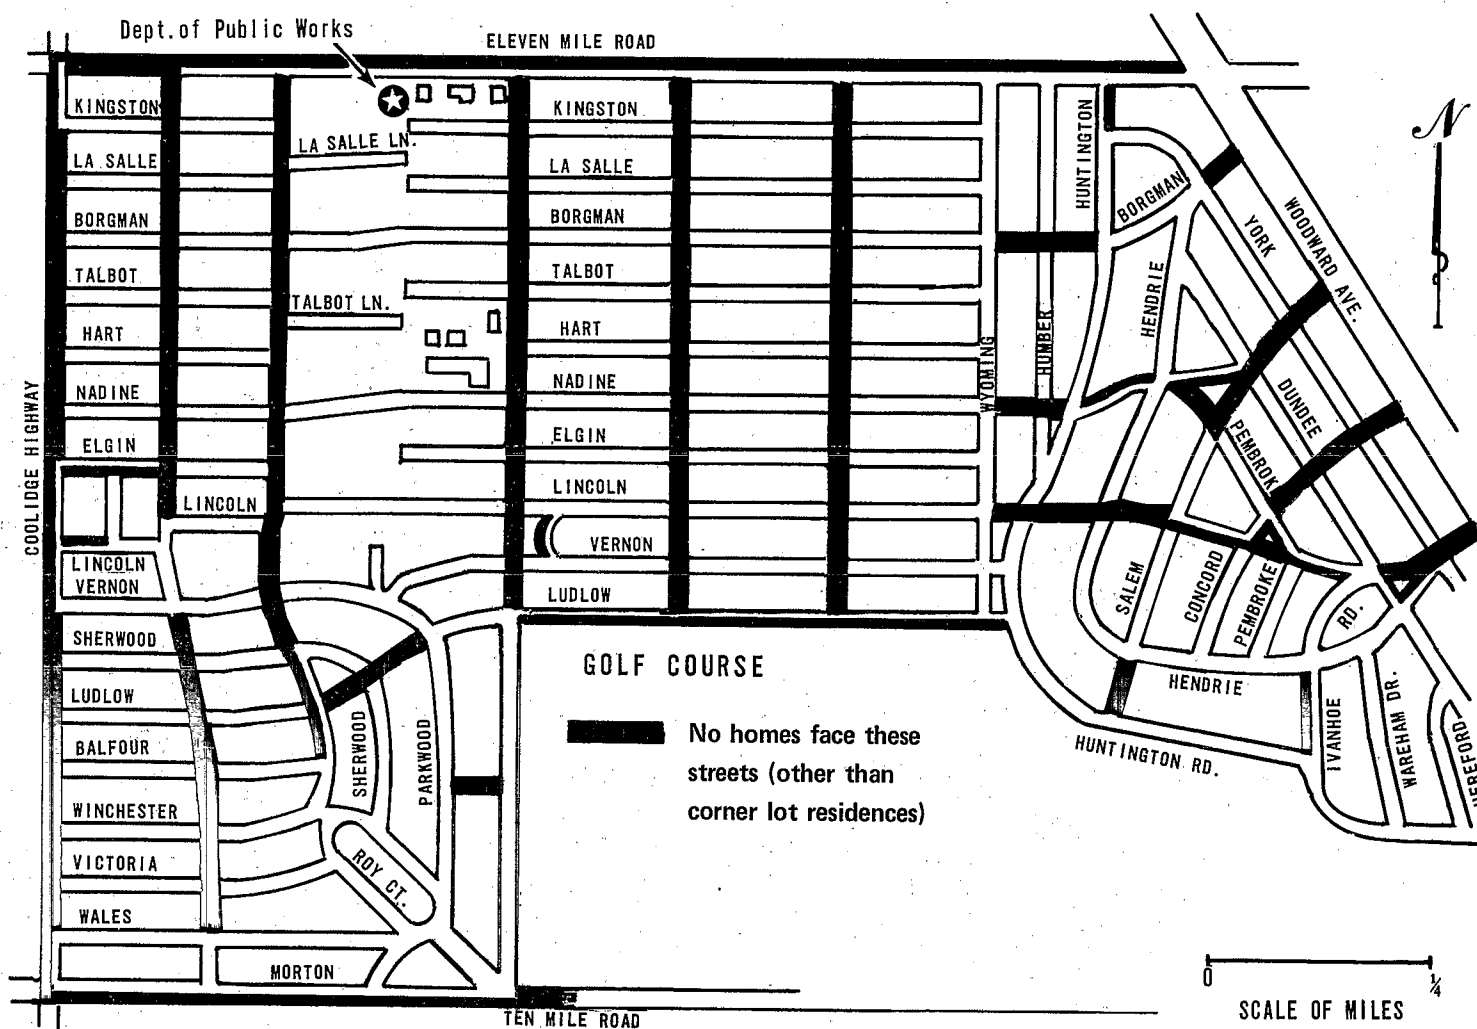 Dept. of Public Works
ELEVEN MILE ROAD
KINGSTON
KINGSTON
LA SALLE LN.
LA SALLE
LA SALLE
BORGMAN
BORGMAN
TALBOT
TALBOT
TALBOT LN.
HART
HART
NADINE
NADINE
ELGIN
ELGIN
LINCOLN
LINCOLN
VERNON
LINCOLN
VERNON
LUDLOW
SHERWOOD
LUDLOW
BALFOUR
WINCHESTER
VICTORIA
WALES
MORTON
COOLIDGE HIGHWAY
SHERWOOD
PARKWOOD
ROY CT.
TEN MILE ROAD
WYOMING
HUMBER
HUNTINGTON
BORGMAN
HENDRIE
YORK
WOODWARD AVE.
DUNDEE
PEMBROK
SALEM
CONCORD
PEMBROKE
RD.
HENDRIE
HUNTINGTON RD.
IVANHOE
WAREHAM DR.
HEREFORD
N
GOLF COURSE
No homes face these
streets (other than
corner lot residences)
0
1/4
SCALE OF MILES